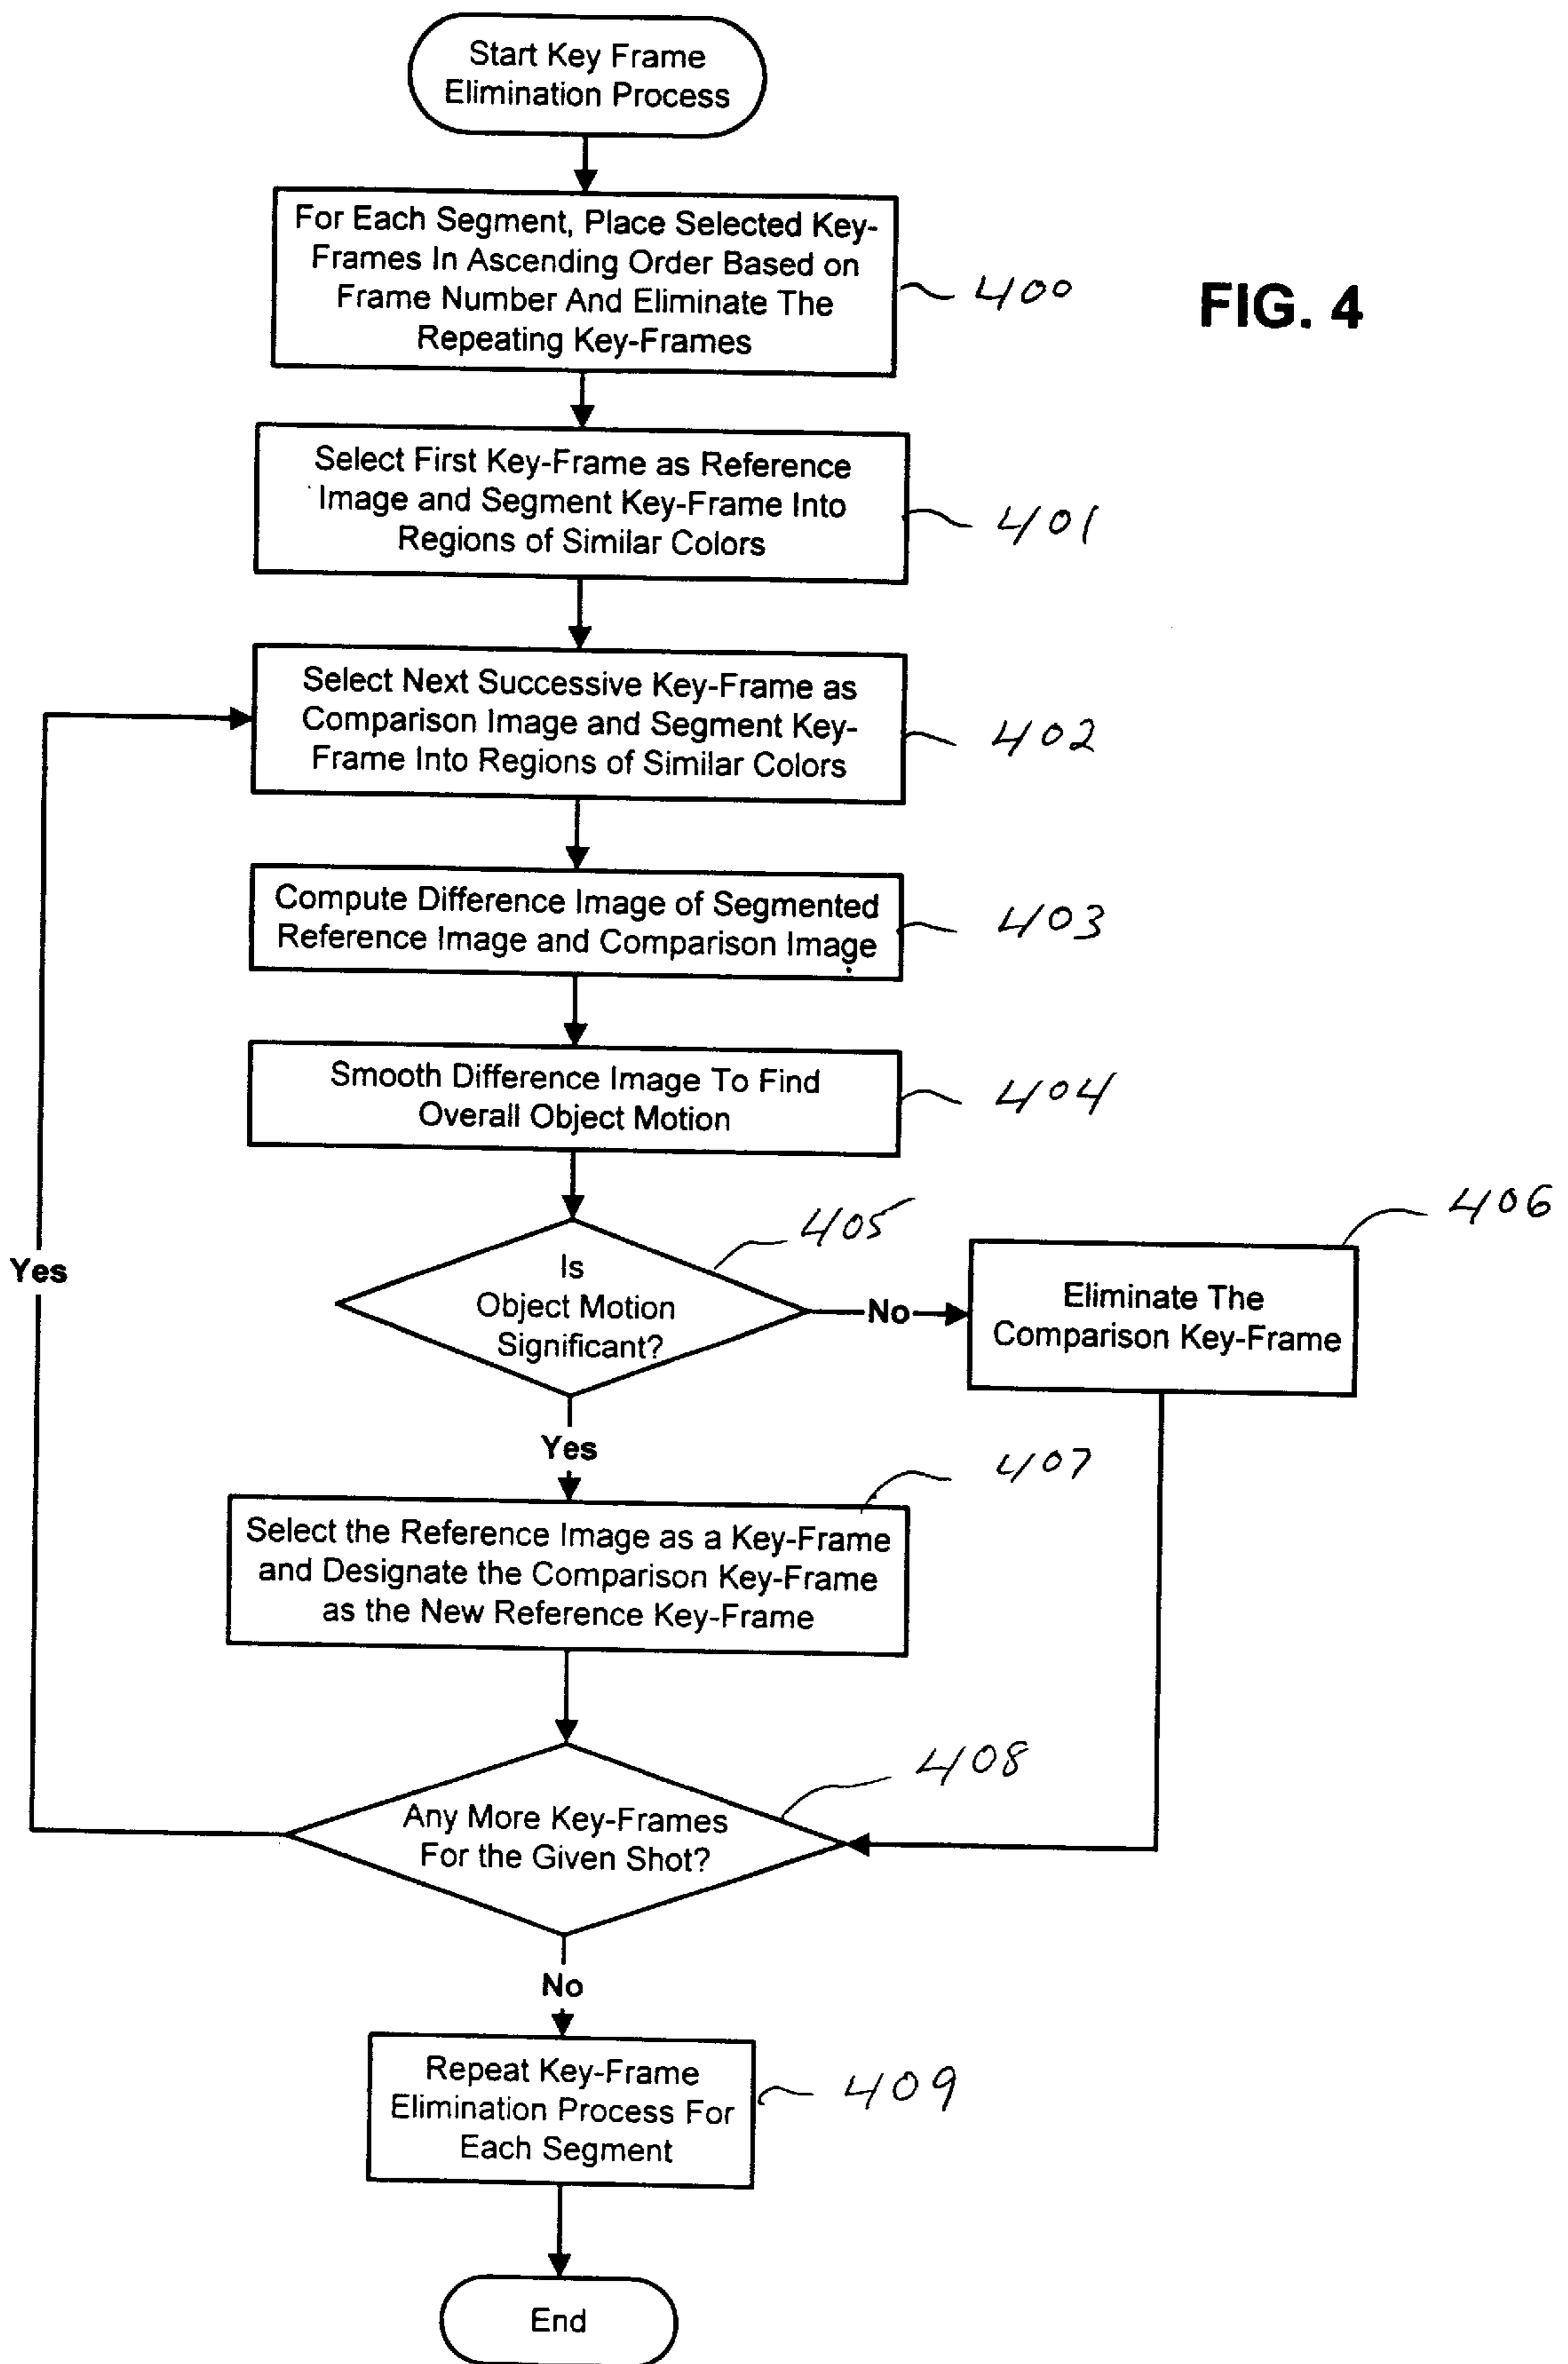 Start Key Frame
Elimination Process
For Each Segment, Place Selected Key-
Frames In Ascending Order Based on
Frame Number And Eliminate The
Repeating Key-Frames
400
FIG. 4
Select First Key-Frame as Reference
Image and Segment Key-Frame Into
Regions of Similar Colors
401
Select Next Successive Key-Frame as
Comparison Image and Segment Key-
Frame Into Regions of Similar Colors
402
Compute Difference Image of Segmented
Reference Image and Comparison Image
403
Smooth Difference Image To Find
Overall Object Motion
404
Is
Object Motion
Significant?
405
No
Eliminate The
Comparison Key-Frame
406
Yes
Yes
Select the Reference Image as a Key-Frame
and Designate the Comparison Key-Frame
as the New Reference Key-Frame
407
Any More Key-Frames
For the Given Shot?
408
No
Repeat Key-Frame
Elimination Process For
Each Segment
409
End